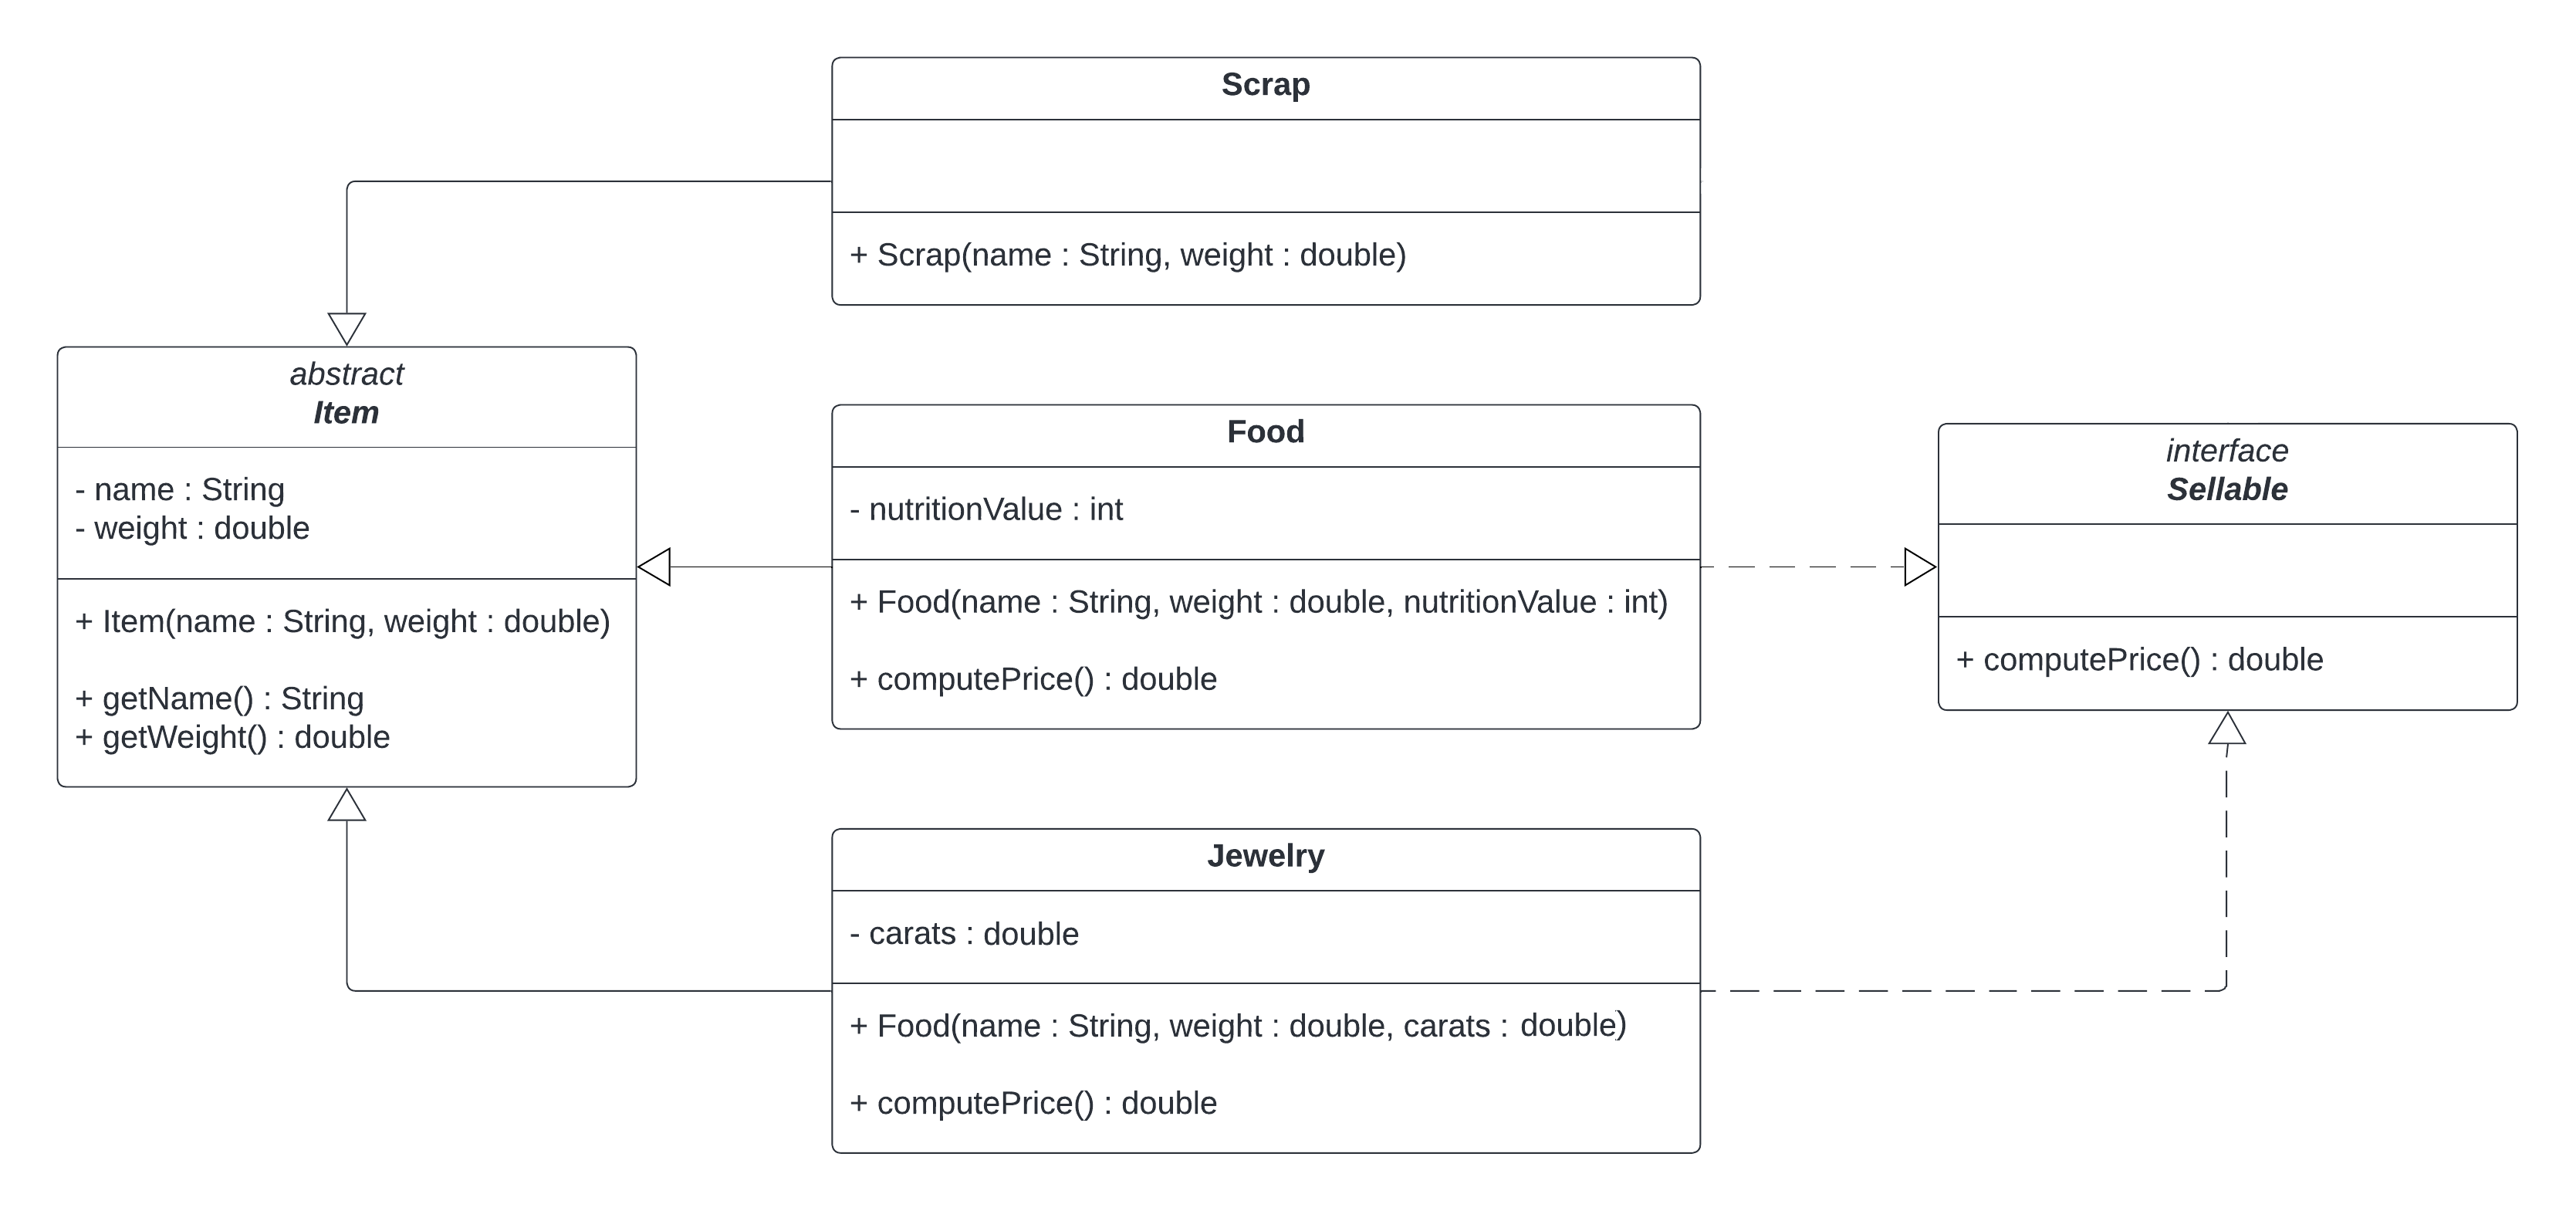 Scrap
+ Scrap(name : String, weight : double)
abstract
Item
- name : String
- weight : double
+ Item(name : String, weight : double)
+ getName() : String
+ getWeight() : double
Food
- nutritionValue : int
+ Food(name : String, weight : double, nutritionValue : int)
+ computePrice() : double
interface
Sellable
+ computePrice() : double
Jewelry
- carats : double
+ Food(name : String, weight : double, carats : double)
+ computePrice() : double